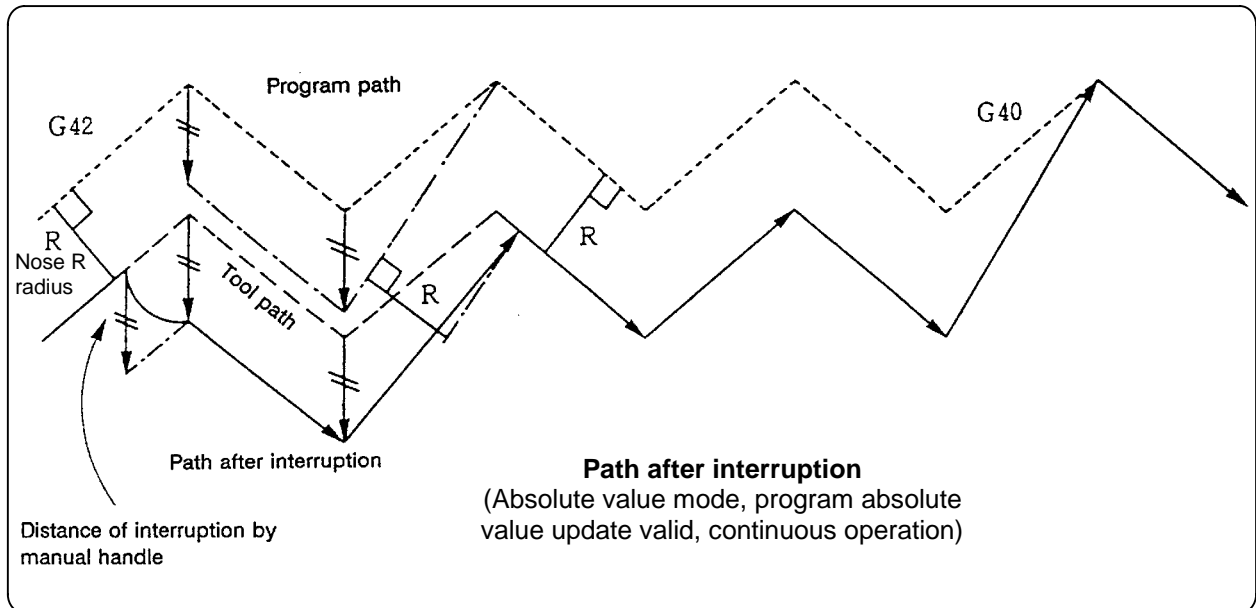 Program path
G42
G40
R
Nose R
radius
Tool path
R
R
Path after interruption
Path after interruption
(Absolute value mode, program absolute
value update valid, continuous operation)
Distance of interruption by
manual handle